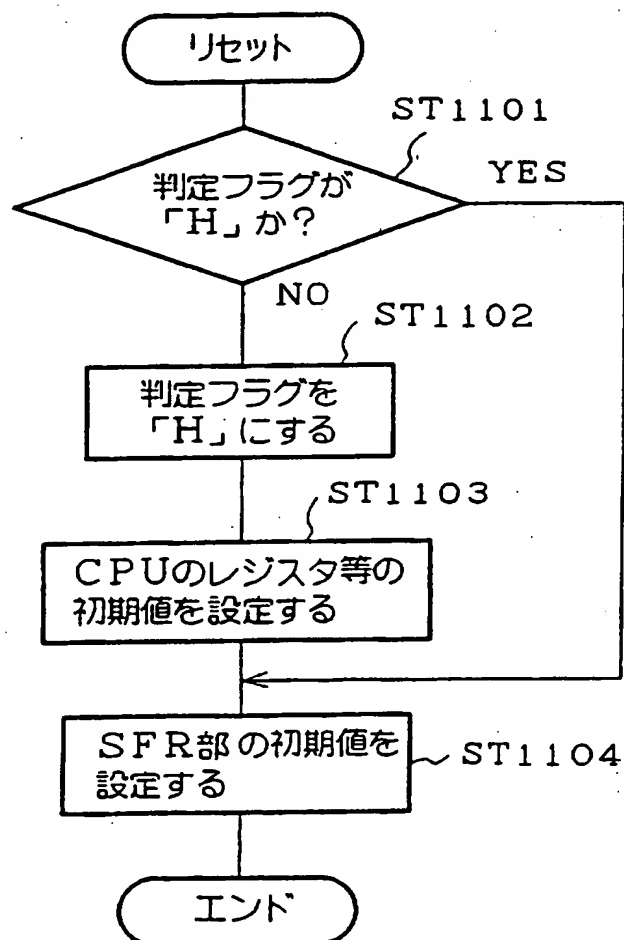 リセット
ST1101
判定フラグが
「H」か?
YES
NO
ST1102
判定フラグを
「H」にする
ST1103
CPUのレジスタ等の
初期値を設定する
SFR部の初期値を
設定する
ST1104
エンド